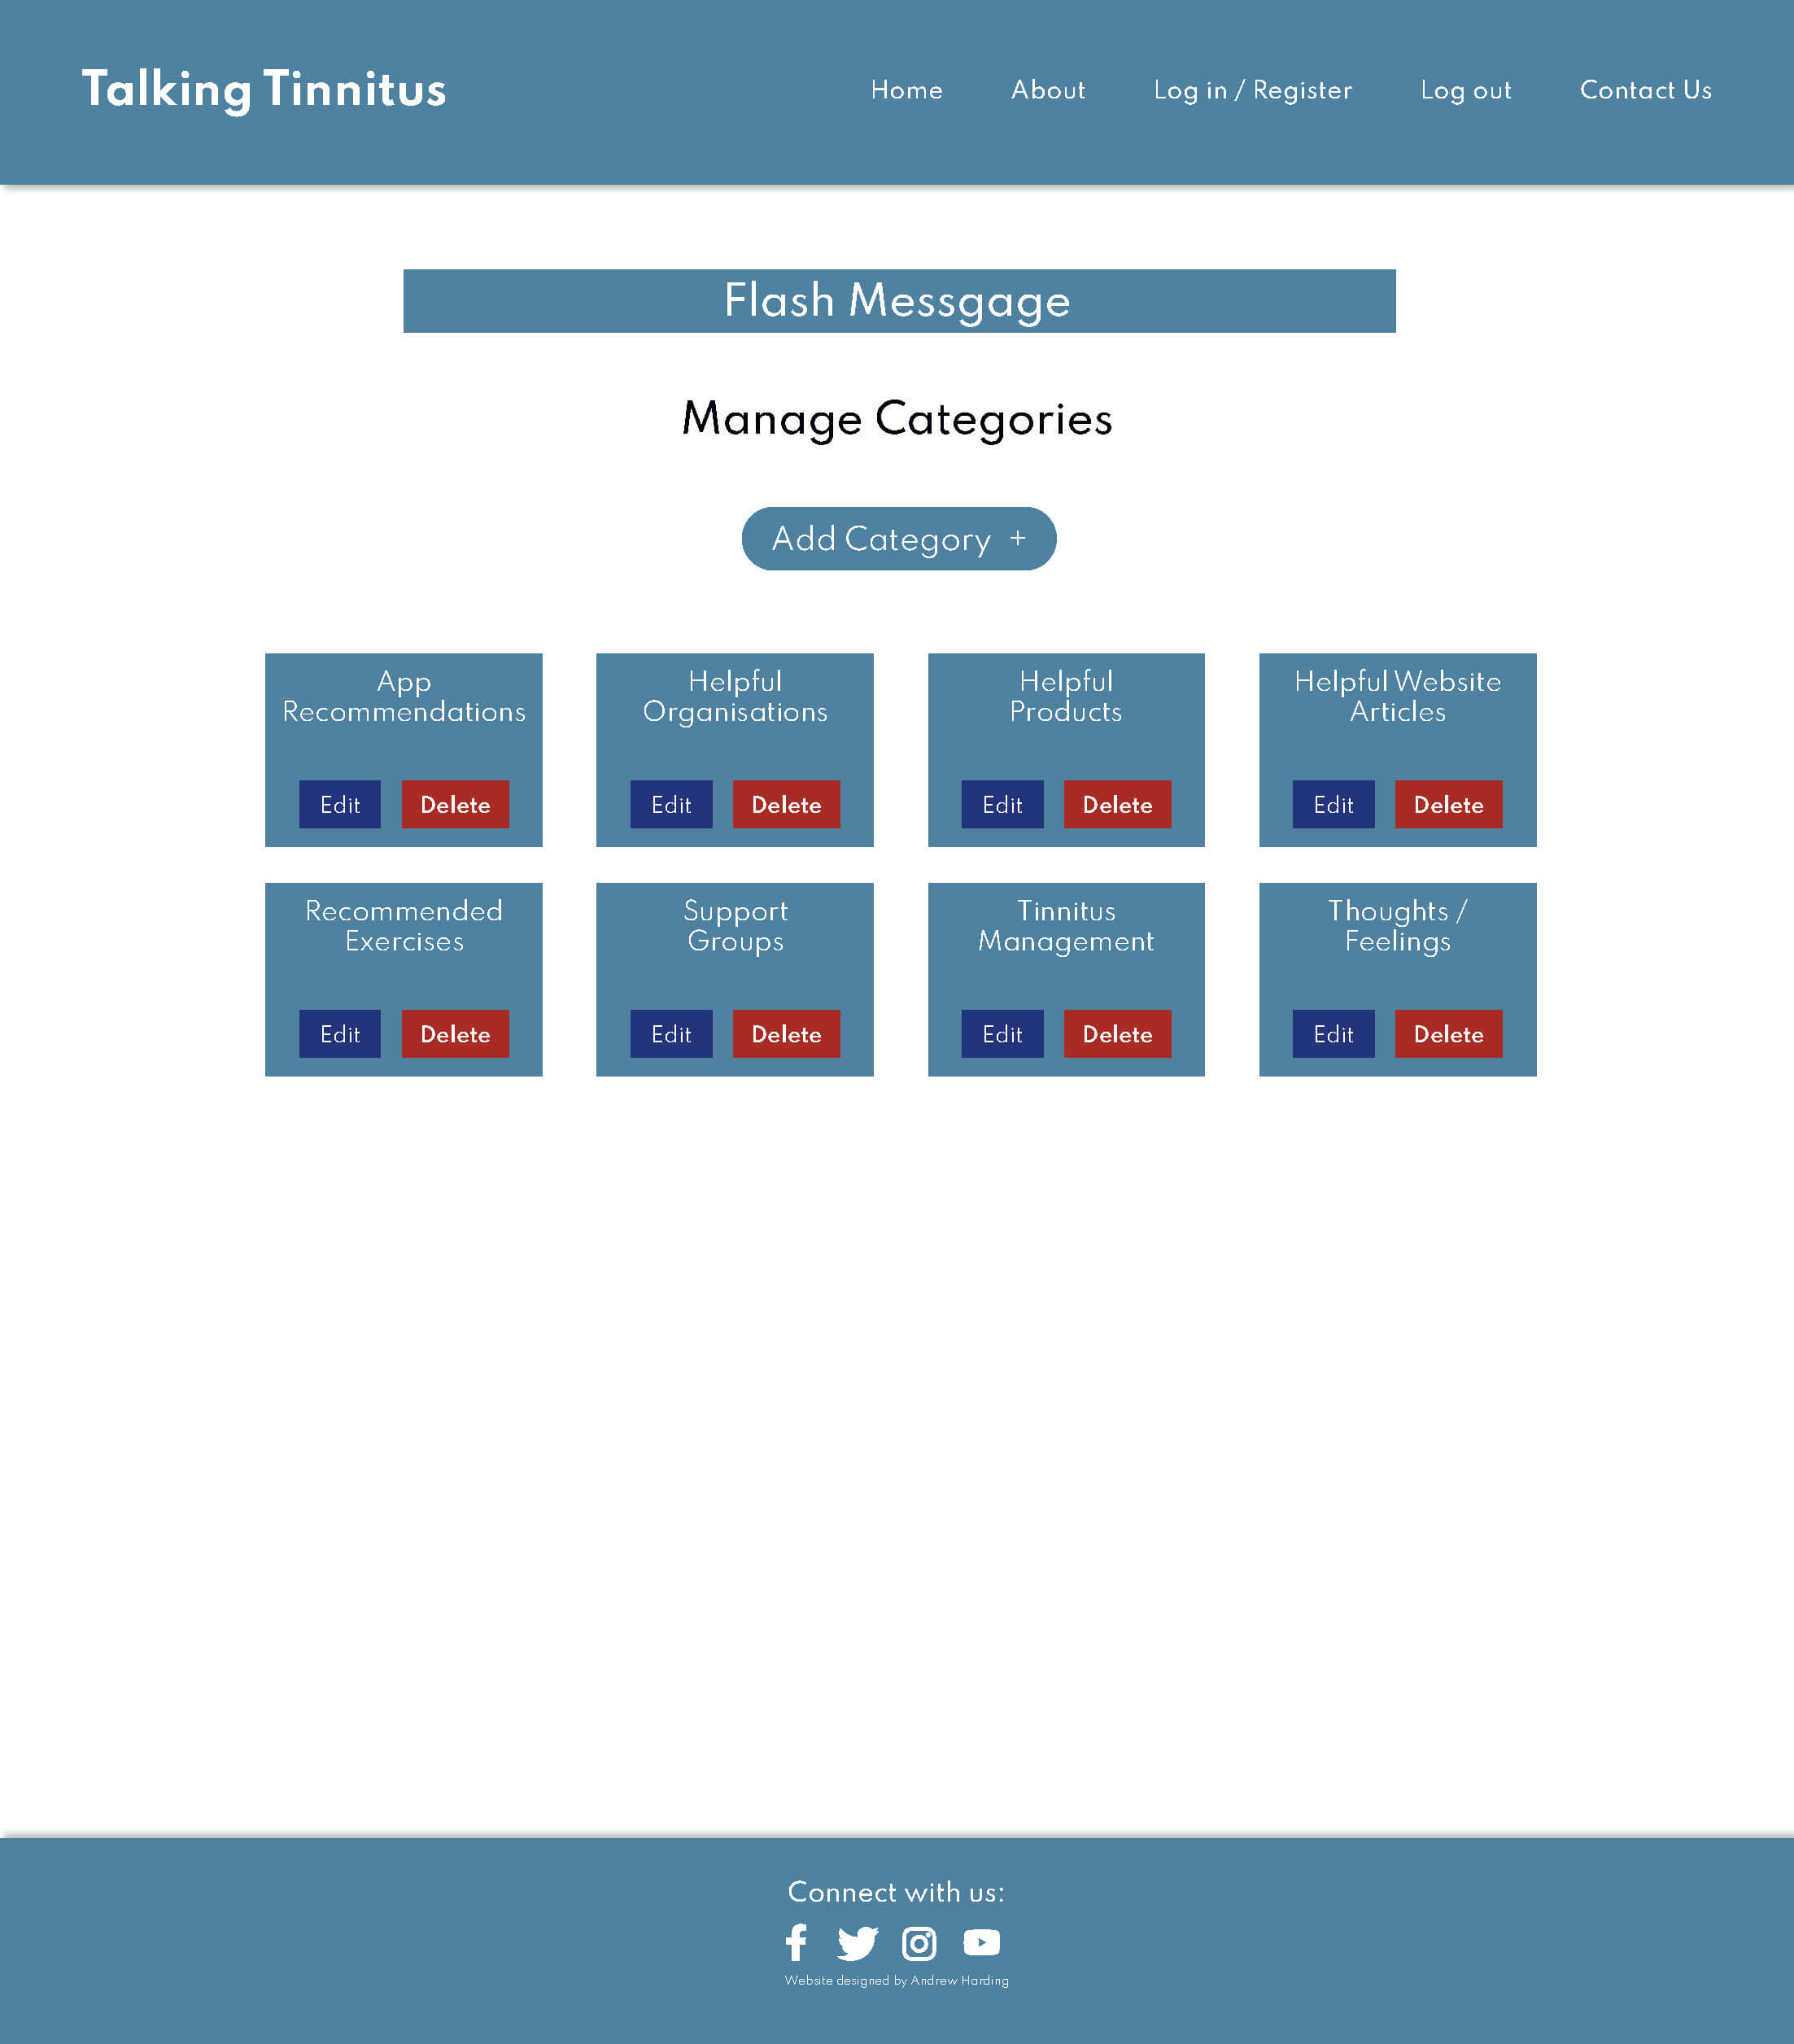 Talking Tinnitus
Home About Log in / Register Log out Contact Us
Flash Messgage
Manage Categories
Add Category +
App
Recommendations
Edit Delete
Helpful
Organisations
Edit Delete
Helpful
Products
Edit Delete
Helpful Website
Articles
Edit Delete
Recommended
Exercises
Edit Delete
Support
Groups
Edit Delete
Tinnitus
Management
Edit Delete
Thoughts /
Feelings
Edit Delete
Connect with us:
Website designed by Andrew Harding